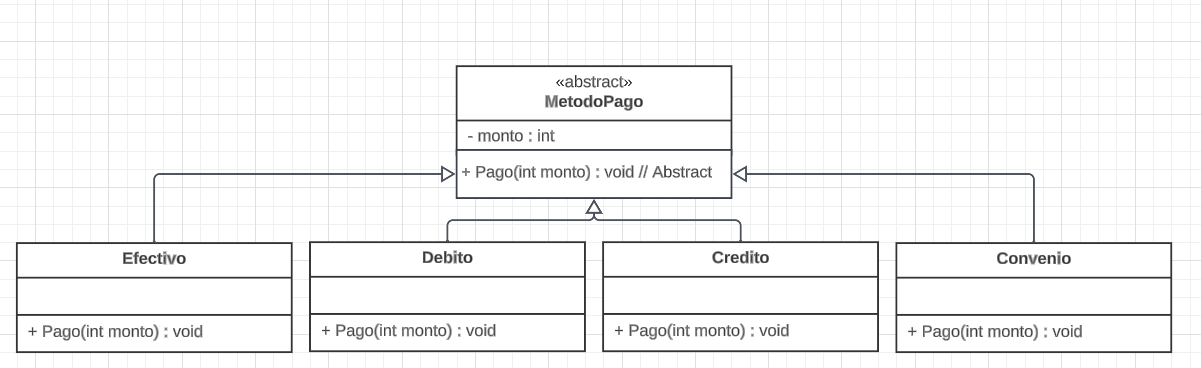 «abstract»
MetodoPago
- monto : int
+ Pago(int monto) : void // Abstract
Efectivo
+ Pago(int monto) : void
Debito
+ Pago(int monto) : void
Credito
+ Pago(int monto) : void
Convenio
+ Pago(int monto) : void